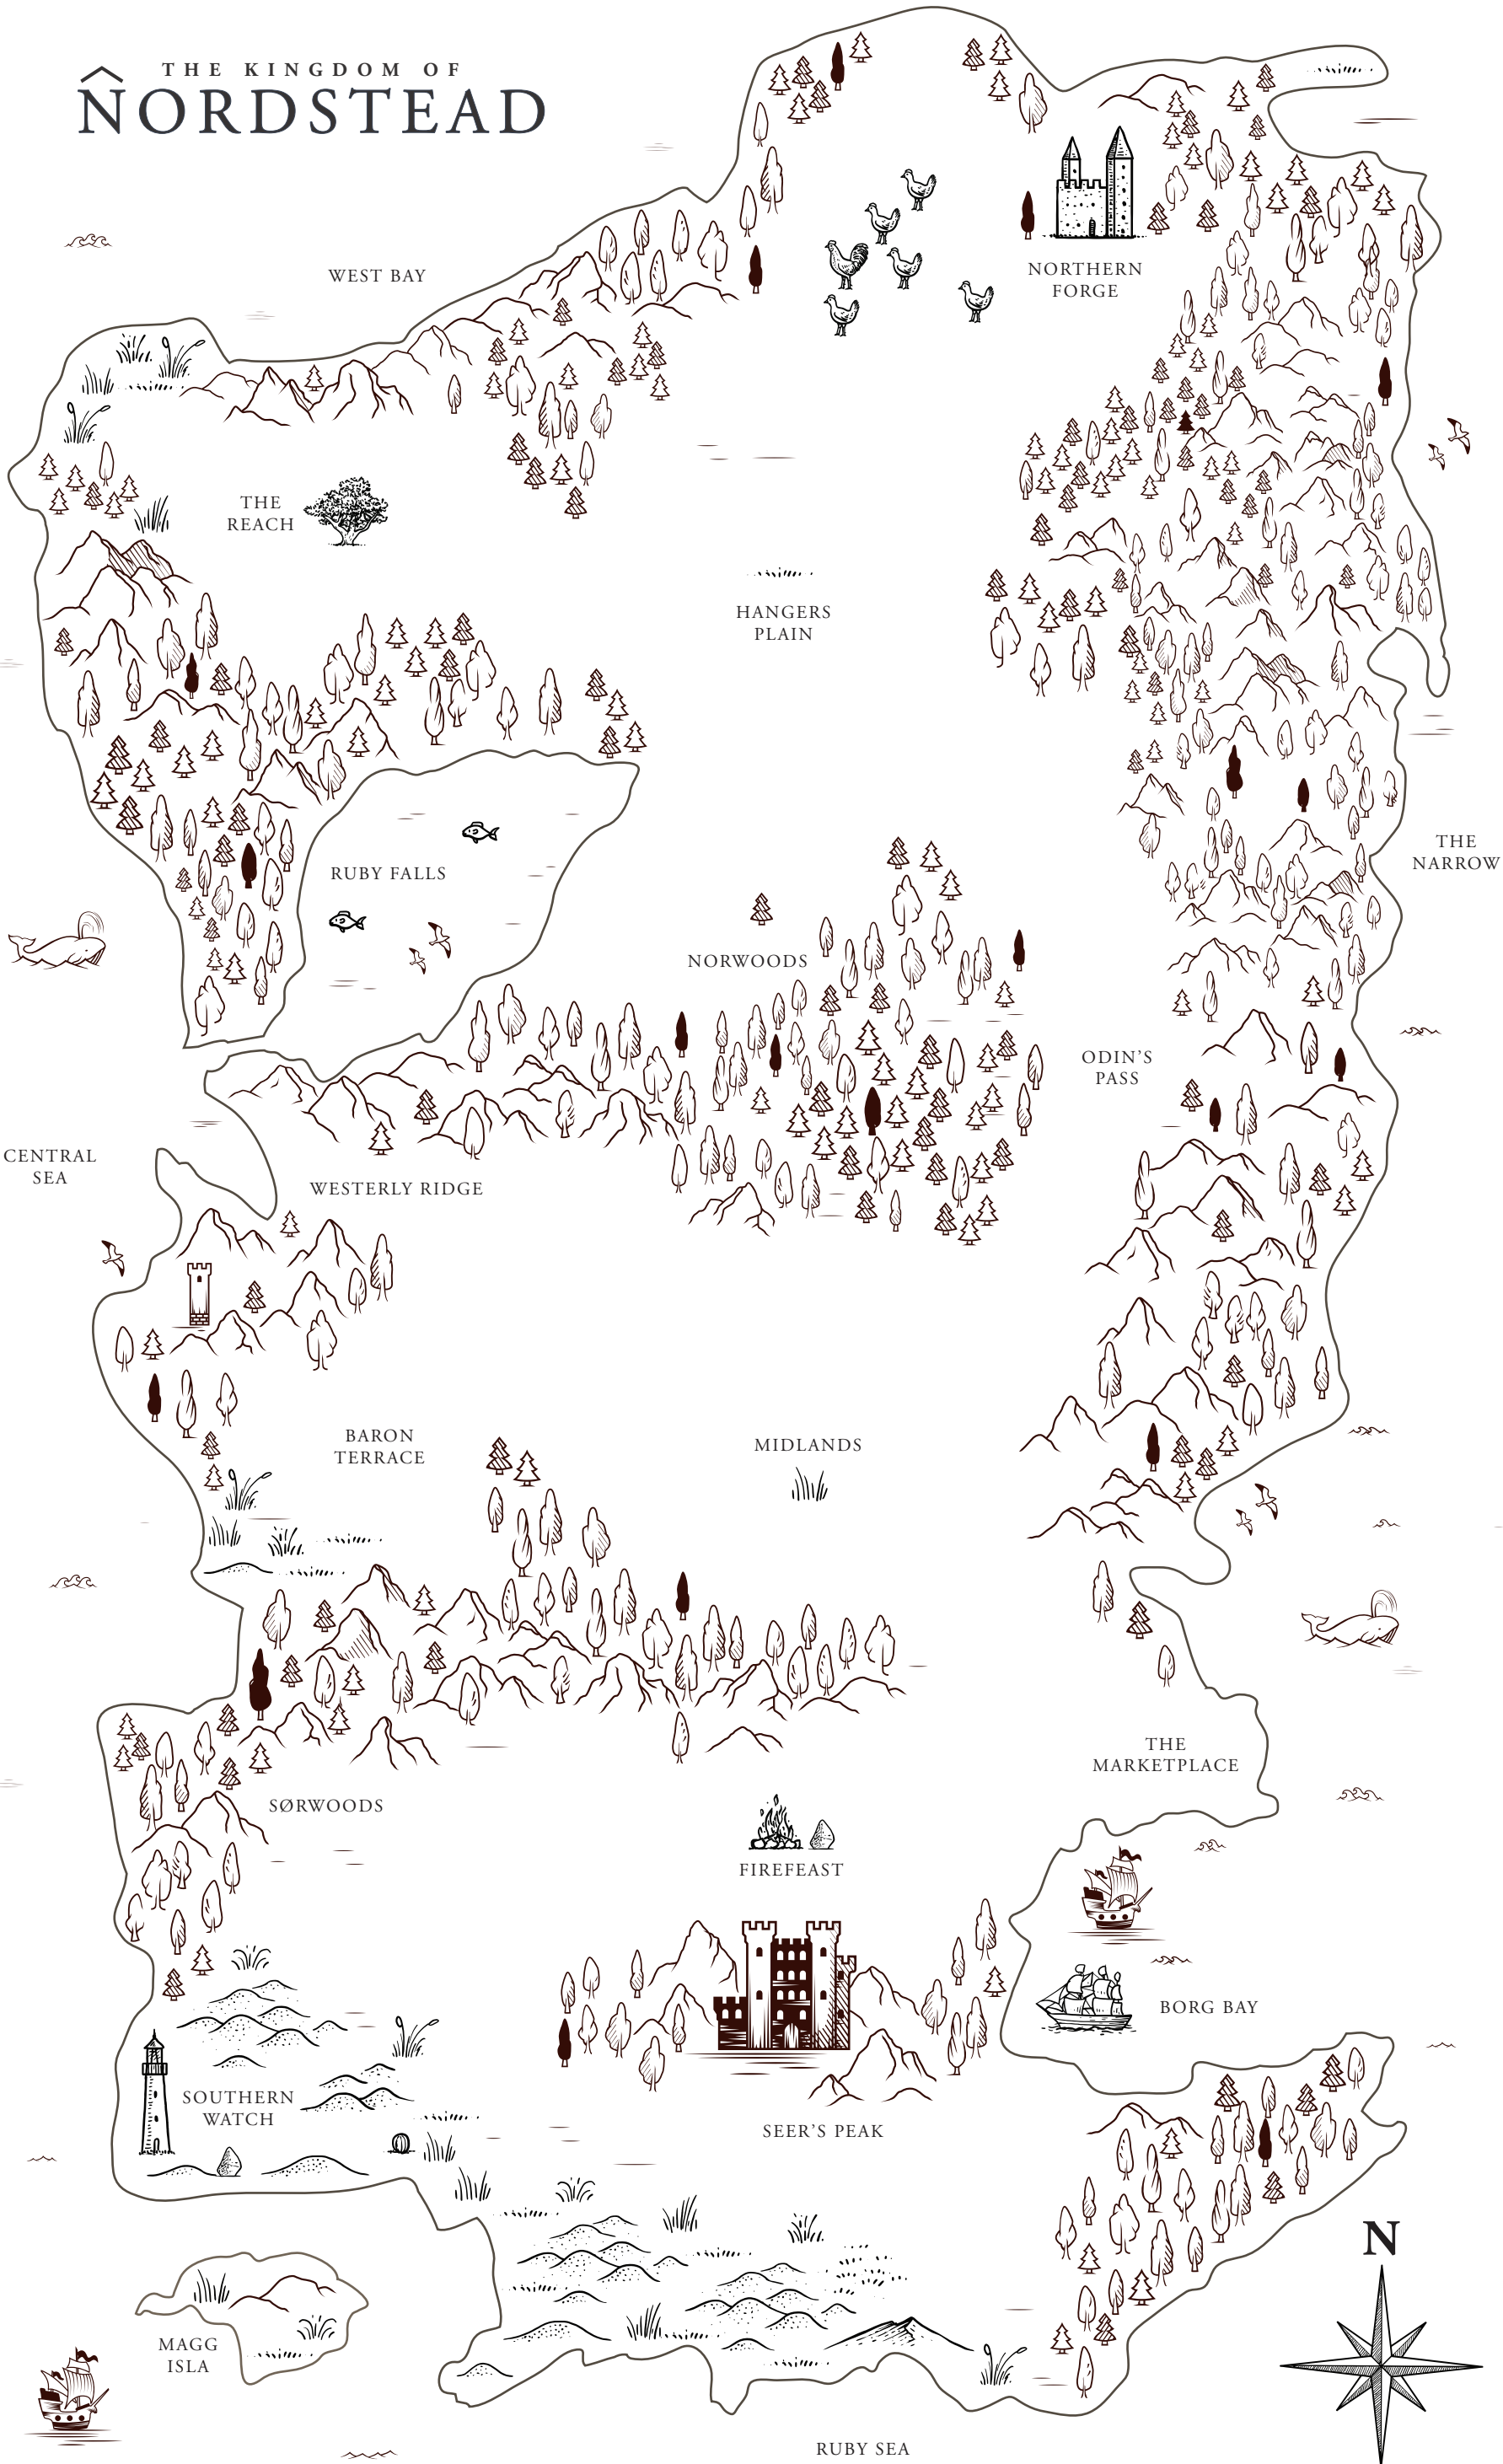 THE KINGDOM OF
NORDSTEAD
WEST BAY
NORTHERN
FORGE
THE
REACH
HANGERS
PLAIN
THE
NARROW
RUBY FALLS
NORWOODS
ODIN'S
PASS
CENTRAL
SEA
WESTERLY RIDGE
BARON
TERRACE
MIDLANDS
THE
MARKETPLACE
SØRWOODS
FIREFEAST
BORG BAY
SOUTHERN
WATCH
SEER'S PEAK
N
MAGG
ISLA
RUBY SEA